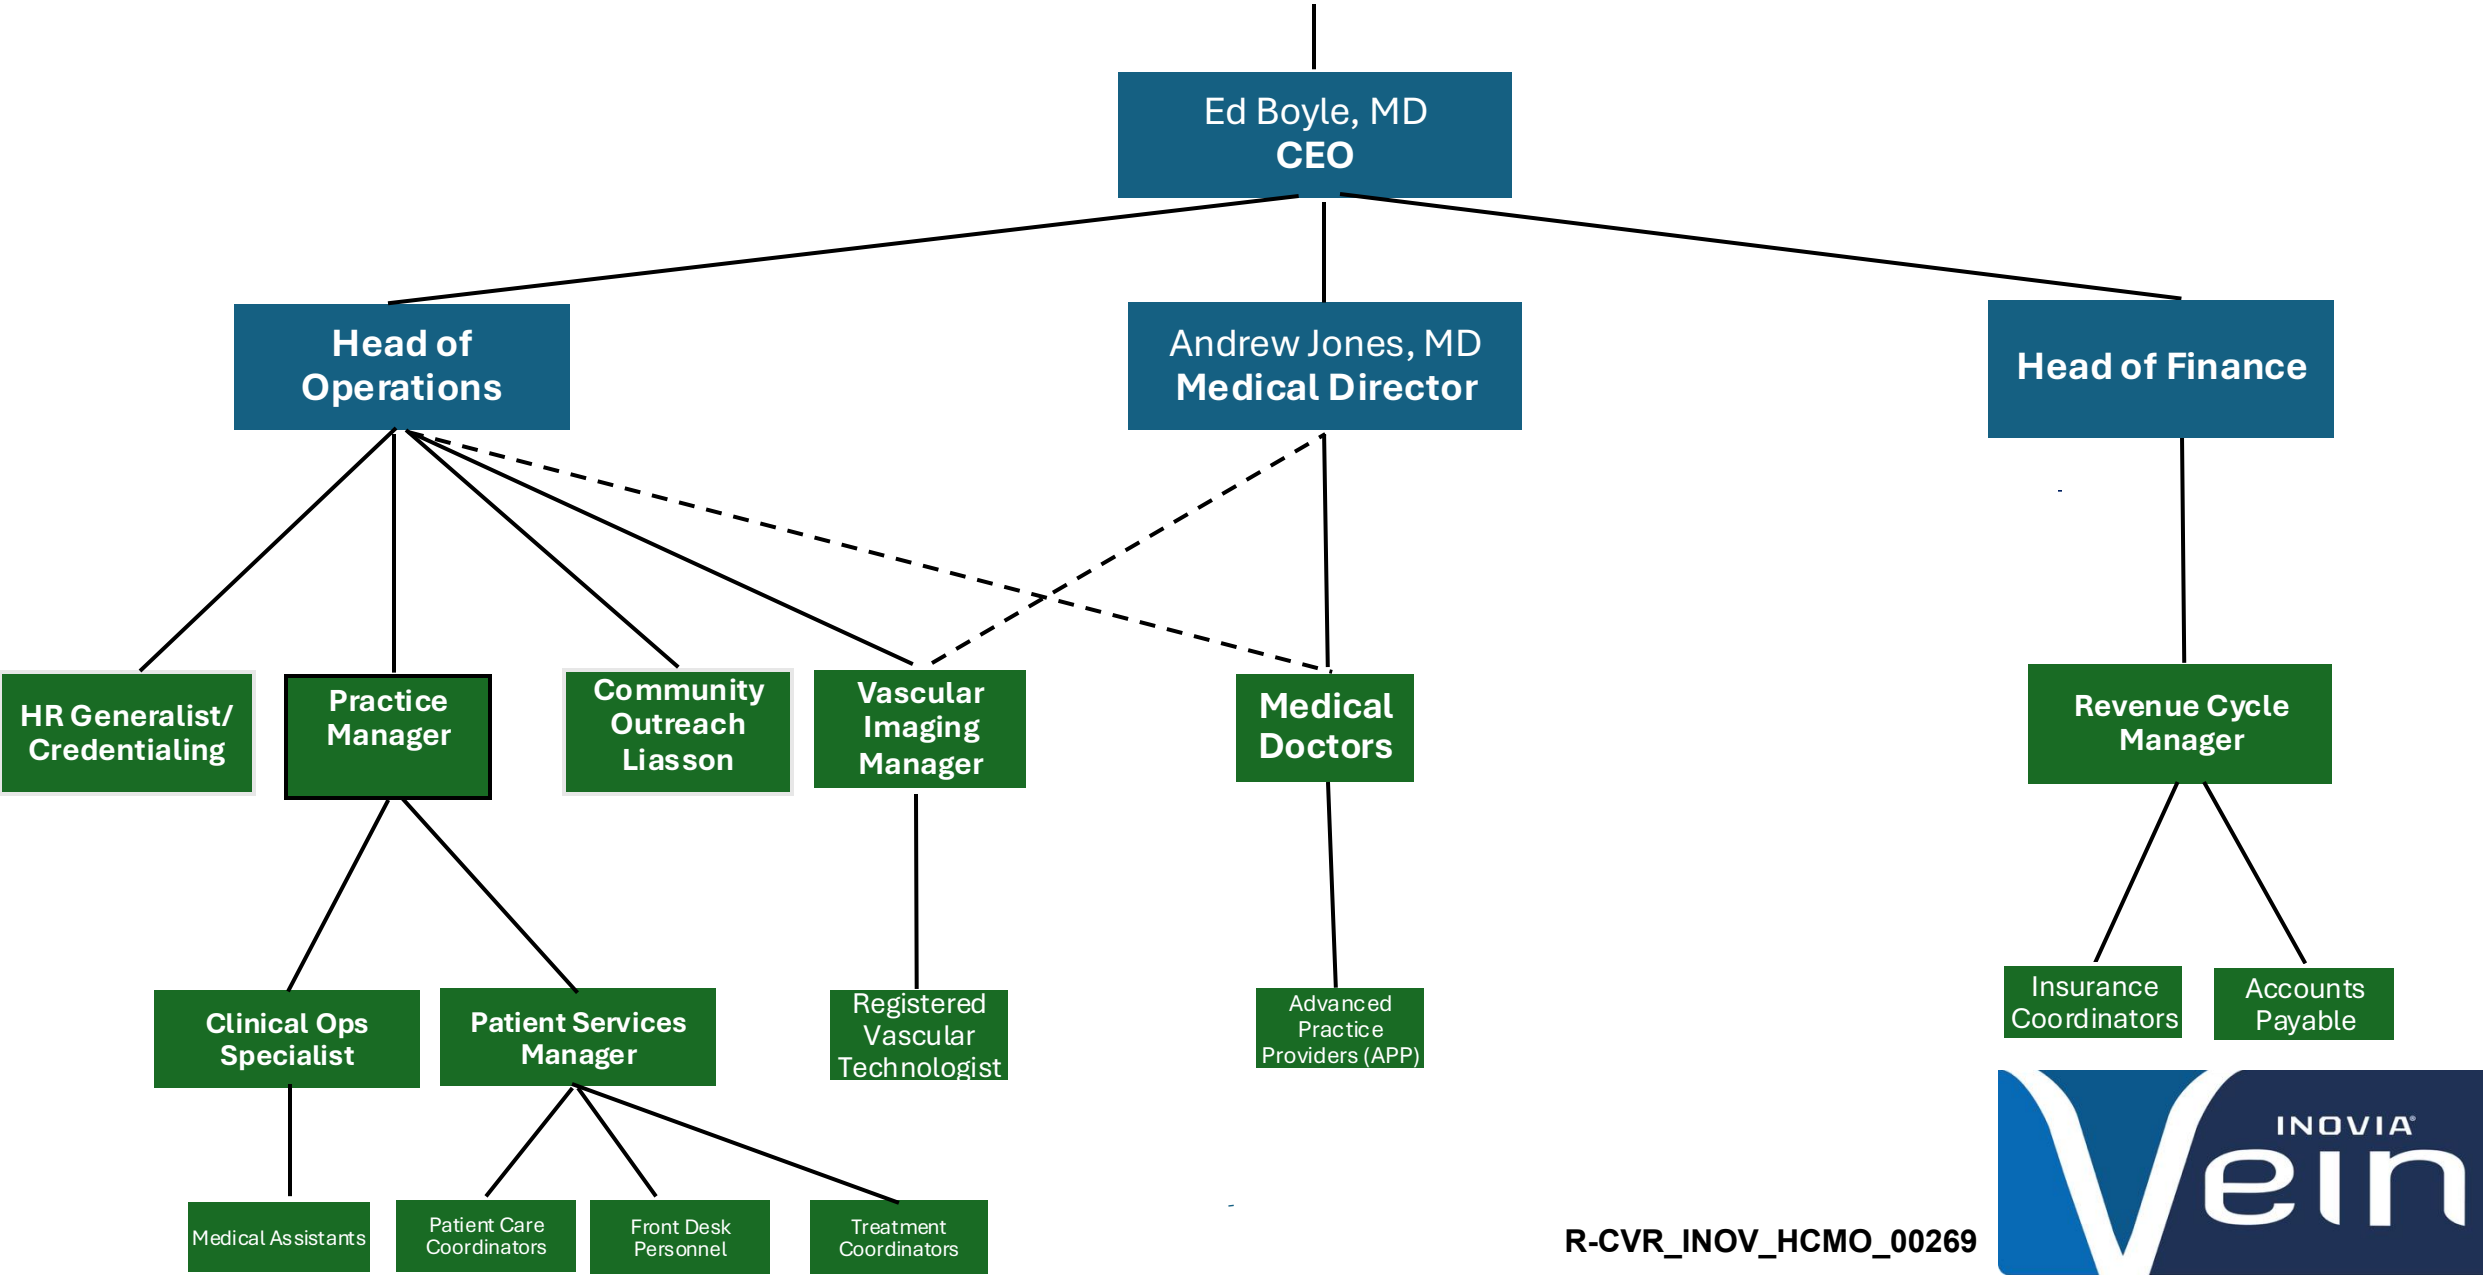 Ed Boyle, MD
CEO
Head of
Operations
Andrew Jones, MD
Medical Director
Head of Finance
HR Generalist/
Credentialing
Practice
Manager
Community
Outreach
Liasson
Vascular
Imaging
Manager
Medical
Doctors
Revenue Cycle
Manager
Clinical Ops
Specialist
Patient Services
Manager
Registered
Vascular
Technologist
Advanced
Practice
Providers (APP)
Insurance
Coordinators
Accounts
Payable
Medical Assistants
Patient Care
Coordinators
Front Desk
Personnel
Treatment
Coordinators
R-CVR_INOV_HCMO_00269
INOVIA®
Vein